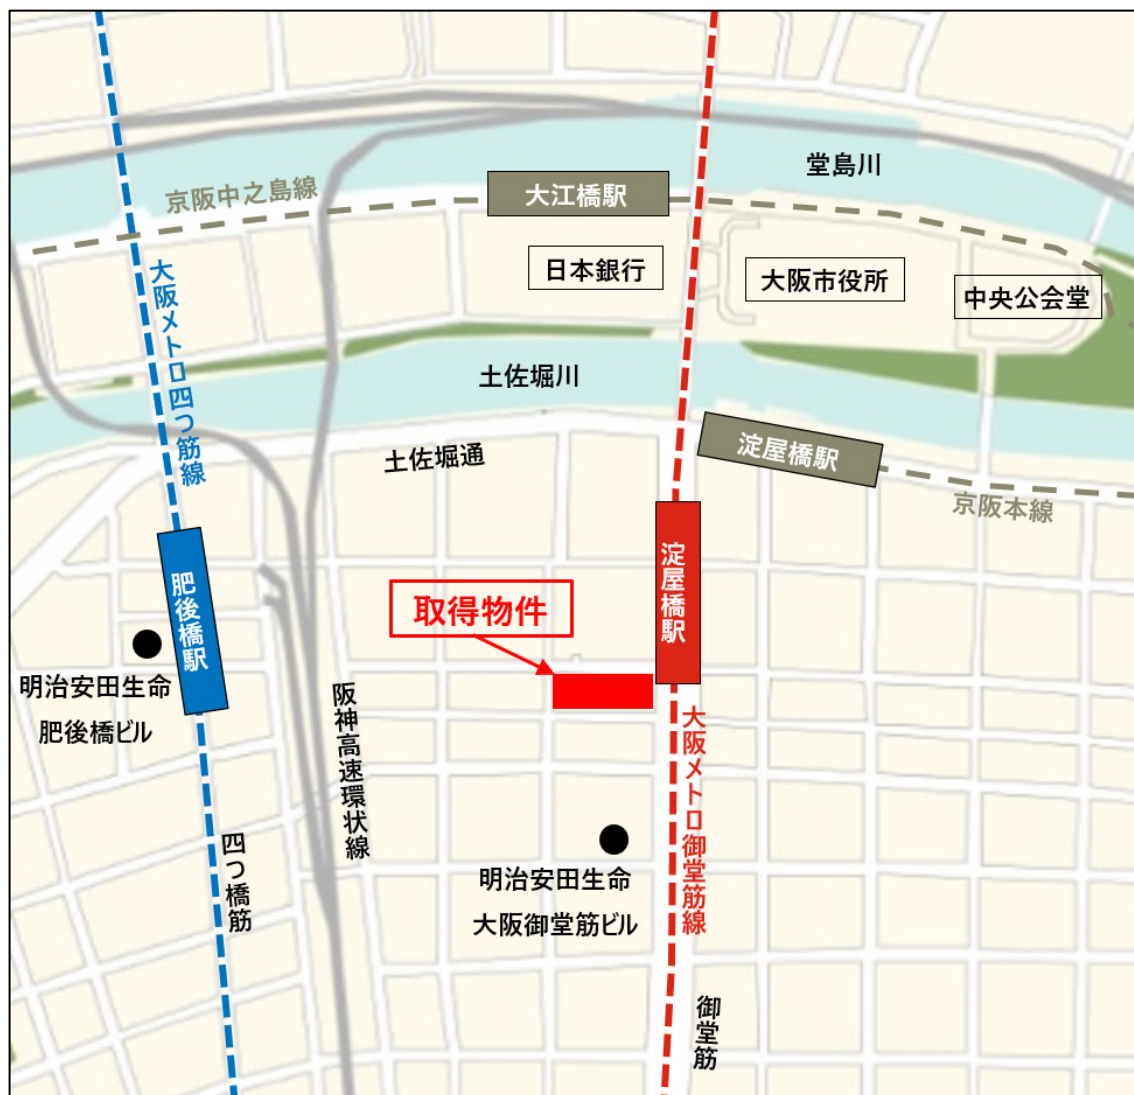 堂島川
大江橋駅
京阪中之島線
日本銀行
大阪市役所
中央公会堂
大阪メトロ四つ筋線
土佐堀川
土佐堀通
淀屋橋駅
京阪本線
淀屋橋駅
肥後橋駅
取得物件
明治安田生命
肥後橋ビル
阪神高速環状線
大阪メトロ御堂筋線
四つ橋筋
明治安田生命
大阪御堂筋ビル
御堂筋